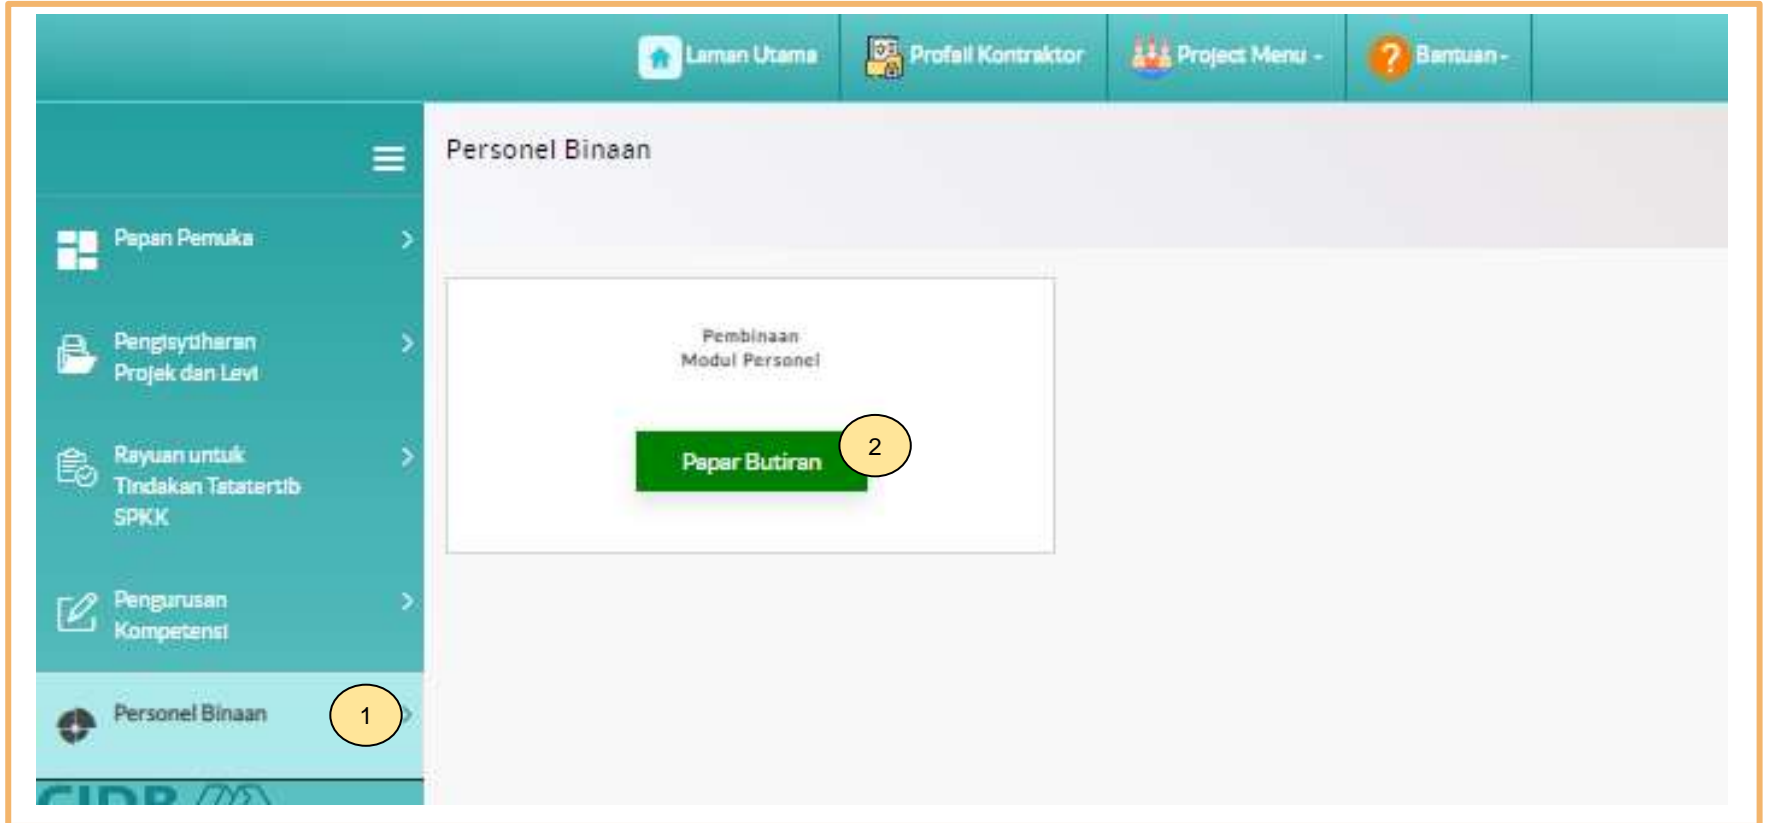 Laman Utama
Profail Kontraktor
Project Menu -
Bantuan -
Personel Binaan
Papan Pemuka
Pengisytiharan
Projek dan Levi
Rayuan untuk
Tindakan Tatatertib
SPKK
Pengurusan
Kompetensi
Personel Binaan
1
CIDB
Pembinaan
Modul Personel
Papar Butiran
2